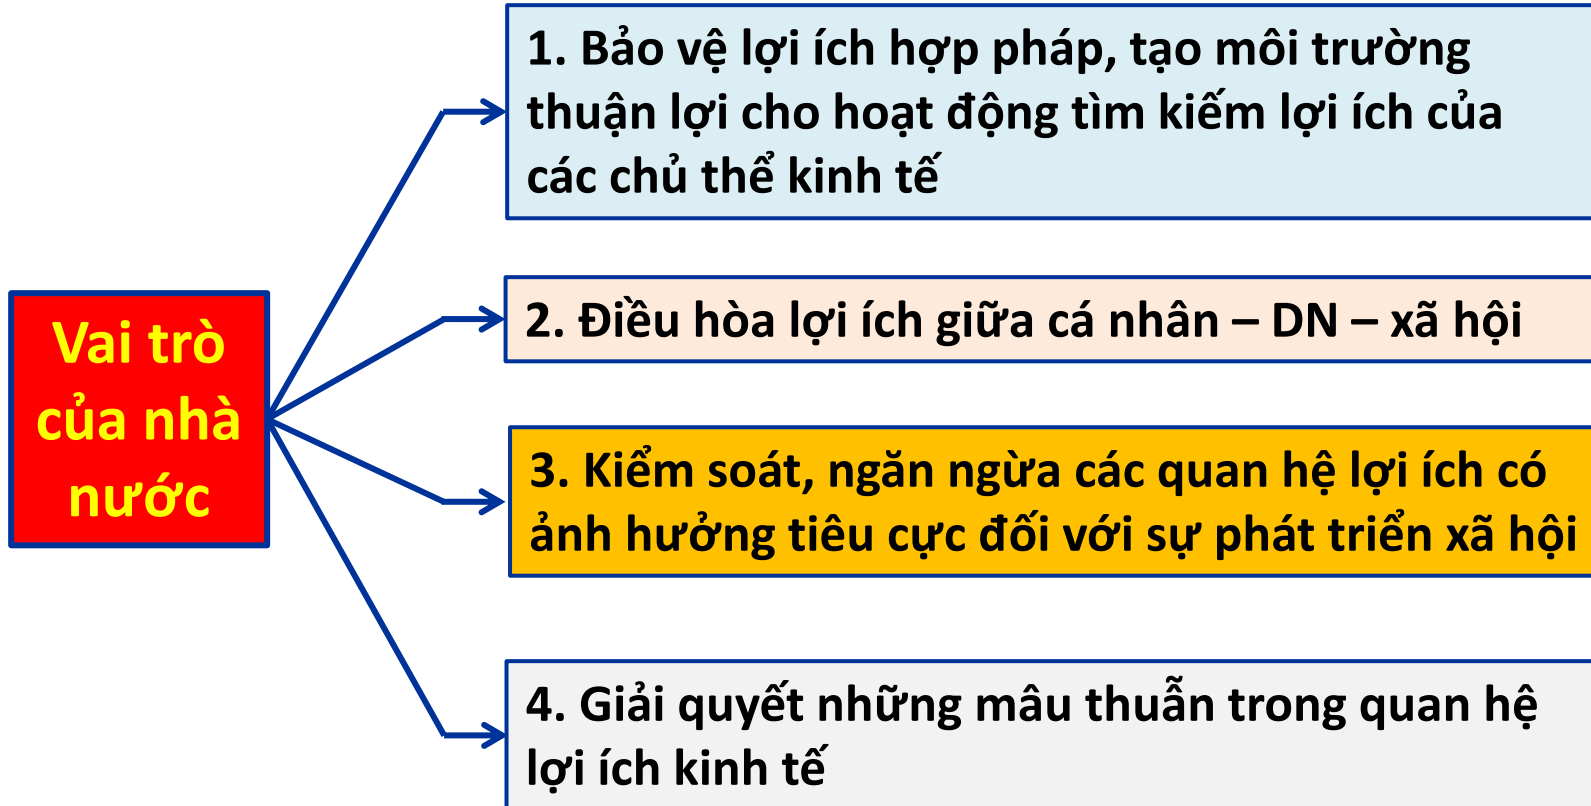 Vai trò
của nhà
nước
1. Bảo vệ lợi ích hợp pháp, tạo môi trường
thuận lợi cho hoạt động tìm kiếm lợi ích của
các chủ thể kinh tế
2. Điều hòa lợi ích giữa cá nhân – DN – xã hội
3. Kiểm soát, ngăn ngừa các quan hệ lợi ích có
ảnh hưởng tiêu cực đối với sự phát triển xã hội
4. Giải quyết những mâu thuẫn trong quan hệ
lợi ích kinh tế